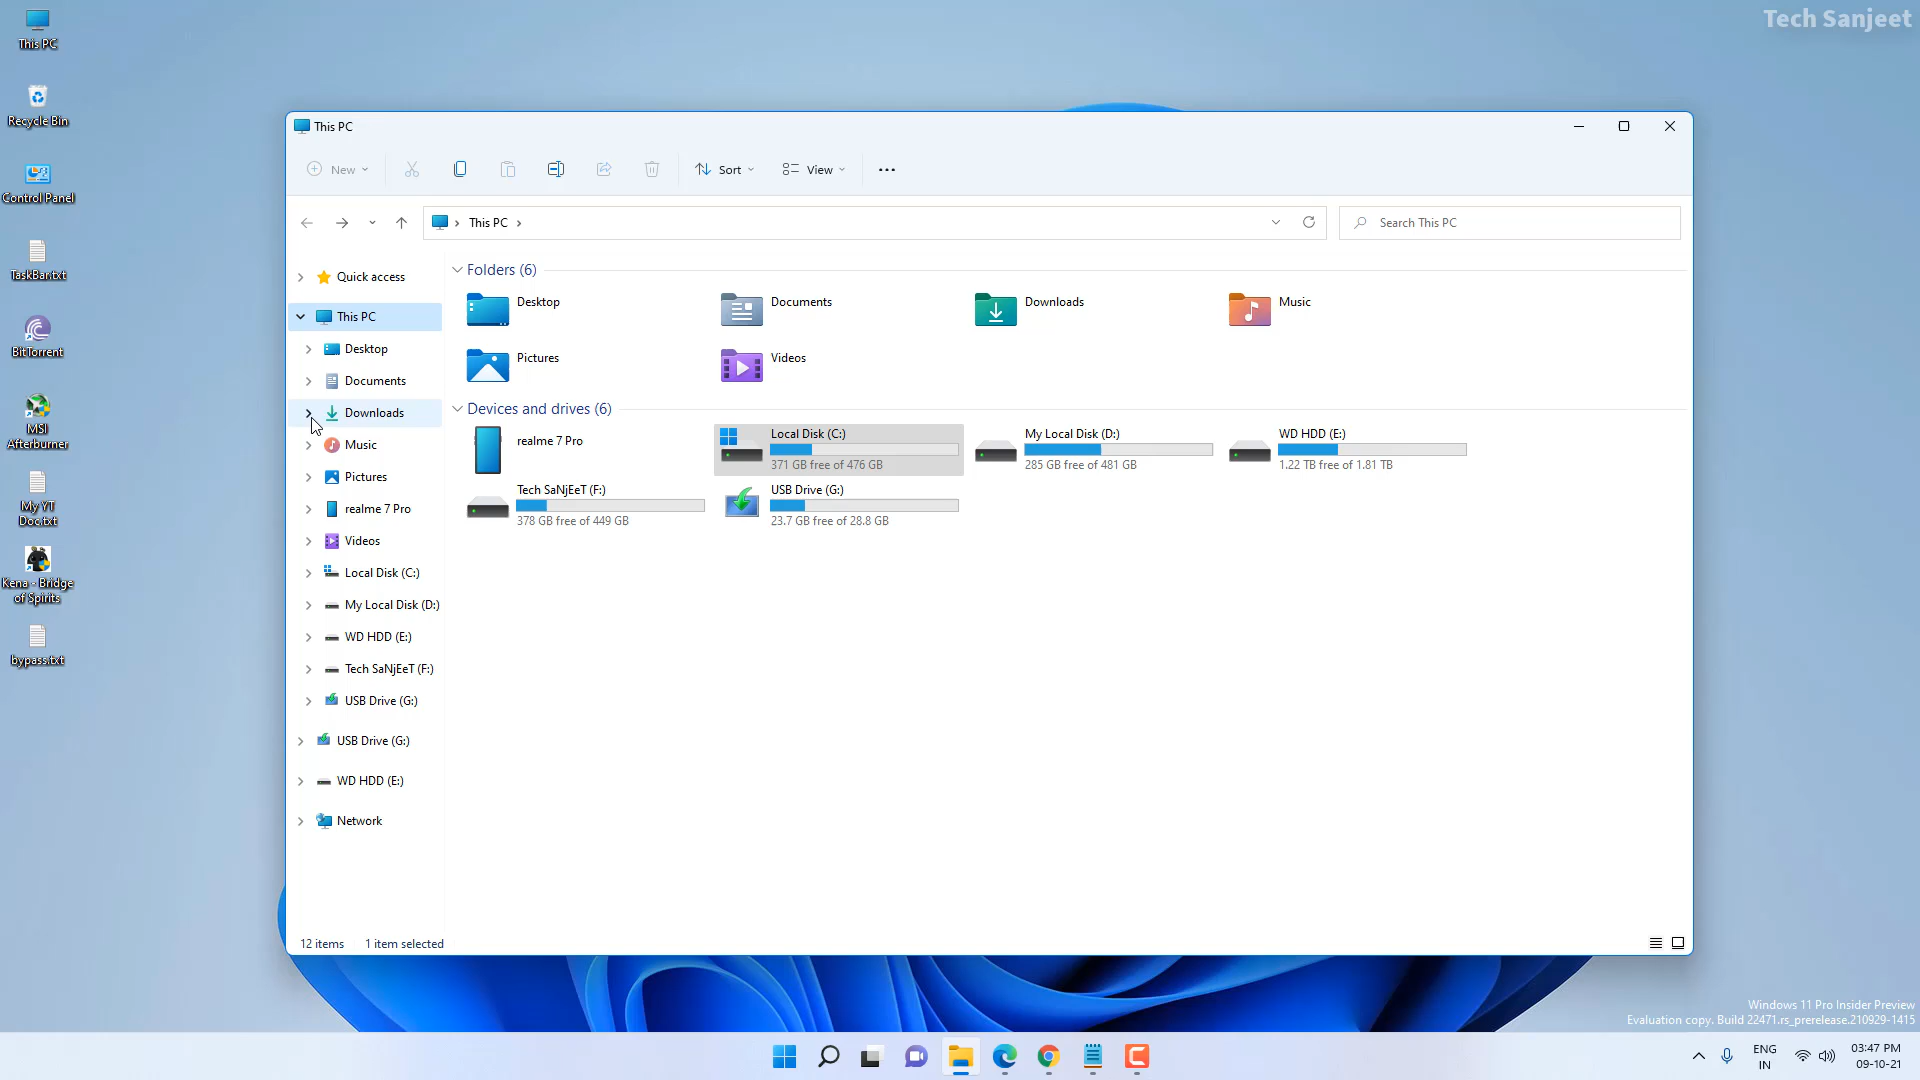 Tech Sanjeet
This PC
Recycle Bin
Control Panel
TaskBar.txt
BitTorrent
MSI
Afterburner
My YT
Doc.txt
Kena - Bridge
of Spirits
bypass.txt
This PC
New
Sort
View
This PC
Search This PC
Quick access
This PC
Desktop
Documents
Downloads
Music
Pictures
realme 7 Pro
Videos
Local Disk (C:)
My Local Disk (D:)
WD HDD (E:)
Tech SaNjEeT (F:)
USB Drive (G:)
USB Drive (G:)
WD HDD (E:)
Network
Folders (6)
Desktop
Documents
Downloads
Music
Pictures
Videos
Devices and drives (6)
realme 7 Pro
Local Disk (C:)
371 GB free of 476 GB
My Local Disk (D:)
285 GB free of 481 GB
WD HDD (E:)
1.22 TB free of 1.81 TB
Tech SaNjEeT (F:)
378 GB free of 449 GB
USB Drive (G:)
23.7 GB free of 28.8 GB
12 items
1 item selected
Windows 11 Pro Insider Preview
Evaluation copy. Build 22471.rs_prerelease.210929-1415
ENG
IN
03:47 PM
09-10-21